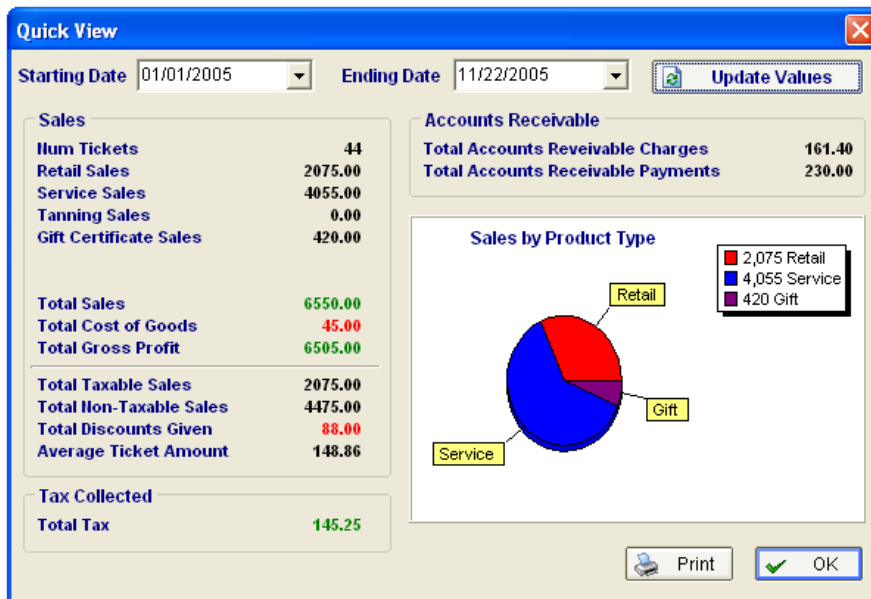 Quick View
Starting Date 01/01/2005 Ending Date 11/22/2005 Update Values
Sales
Num Tickets 44
Retail Sales 2075.00
Service Sales 4055.00
Tanning Sales 0.00
Gift Certificate Sales 420.00
Total Sales 6550.00
Total Cost of Goods 45.00
Total Gross Profit 6505.00
Total Taxable Sales 2075.00
Total Non-Taxable Sales 4475.00
Total Discounts Given 88.00
Average Ticket Amount 148.86
Tax Collected
Total Tax 145.25
Accounts Receivable
Total Accounts Reveivable Charges 161.40
Total Accounts Receivable Payments 230.00
Sales by Product Type
2,075 Retail
4,055 Service
420 Gift
Retail
Gift
Service
Print OK